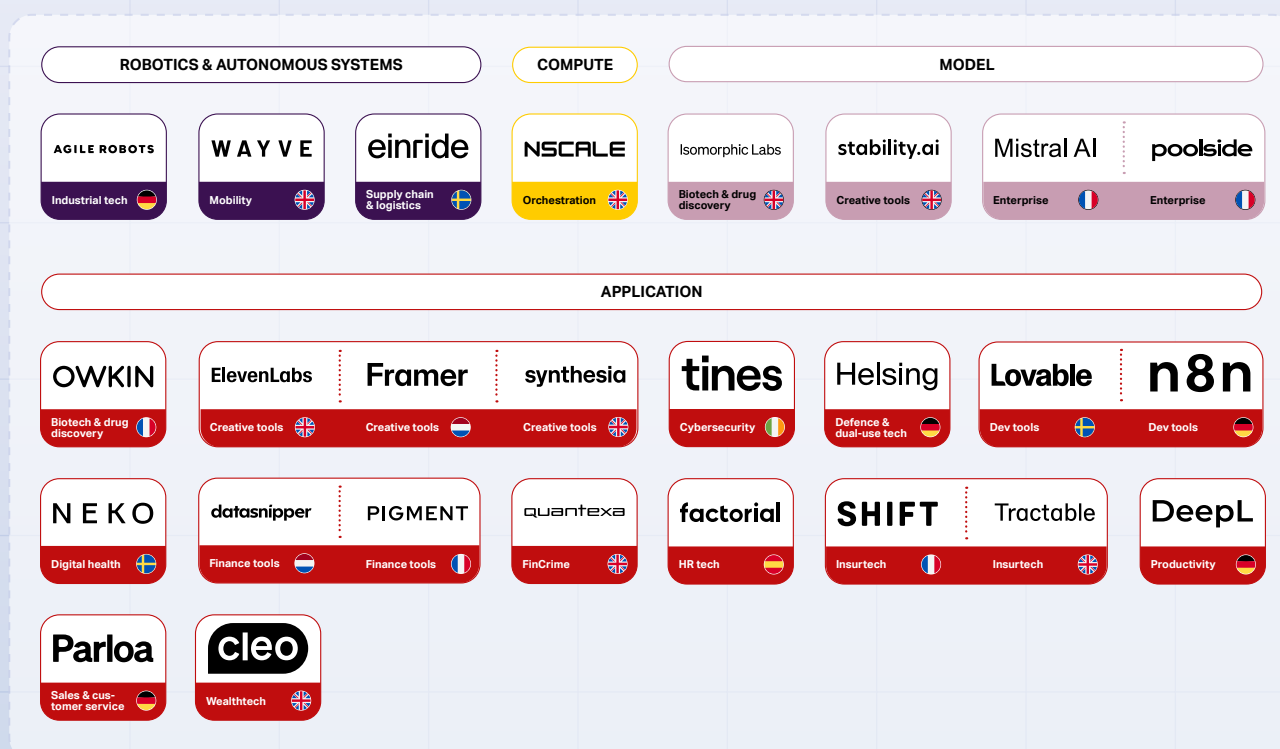 ROBOTICS & AUTONOMOUS SYSTEMS
COMPUTE
MODEL
AGILE ROBOTS
Industrial tech
WAYVE
Mobility
einride
Supply chain
& logistics
NSCALE
Orchestration
Isomorphic Labs
Biotech & drug
discovery
stability.ai
Creative tools
Mistral AI
Enterprise
poolside
Enterprise
APPLICATION
OWKIN
Biotech & drug
discovery
ElevenLabs
Creative tools
Framer
Creative tools
synthesia
Creative tools
tines
Cybersecurity
Helsing
Defence &
dual-use tech
Lovable
Dev tools
n8n
Dev tools
NEKO
Digital health
datasnipper
Finance tools
PIGMENT
Finance tools
quantexa
FinCrime
factorial
HR tech
SHIFT
Insurtech
Tractable
Insurtech
DeepL
Productivity
Parloa
Sales & cus-
tomer service
cleo
Wealthtech